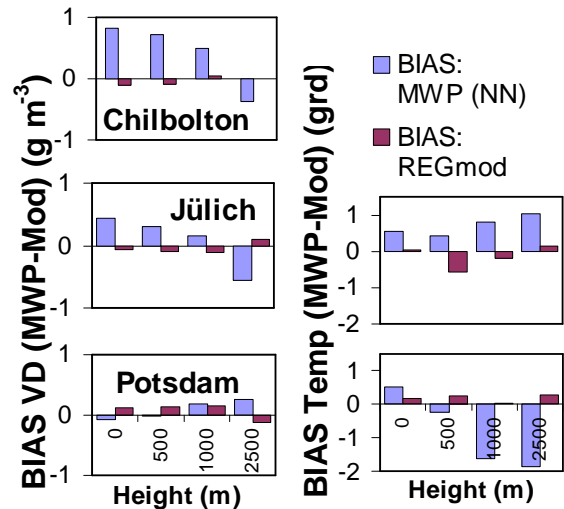 BIAS VD (MWP-Mod) (g m-3)
1
0
-1
Chilbolton
1
0
-1
Jülich
1
0
-1
Potsdam
0
500
1000
2500
Height (m)
BIAS:
MWP (NN)
BIAS:
REGmod
BIAS Temp (MWP-Mod) (grd)
1
0
-1
-2
1
0
-1
-2
0
500
1000
2500
Height (m)